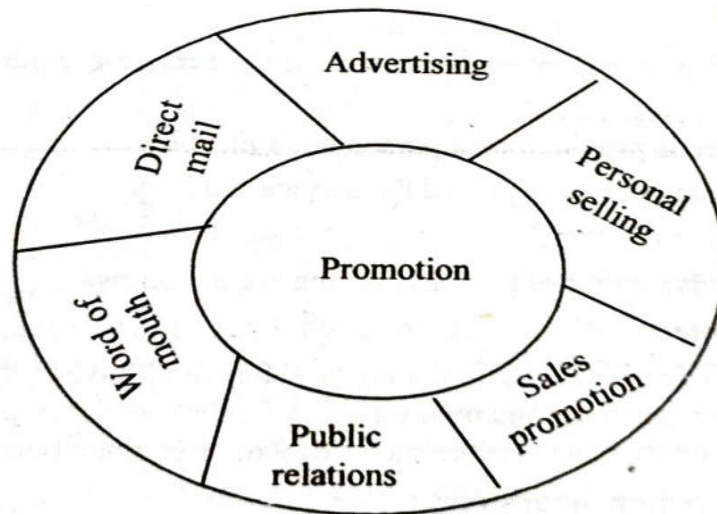 Advertising
Personal
selling
Sales
promotion
Public
relations
Word of
mouth
Direct
mail
Promotion